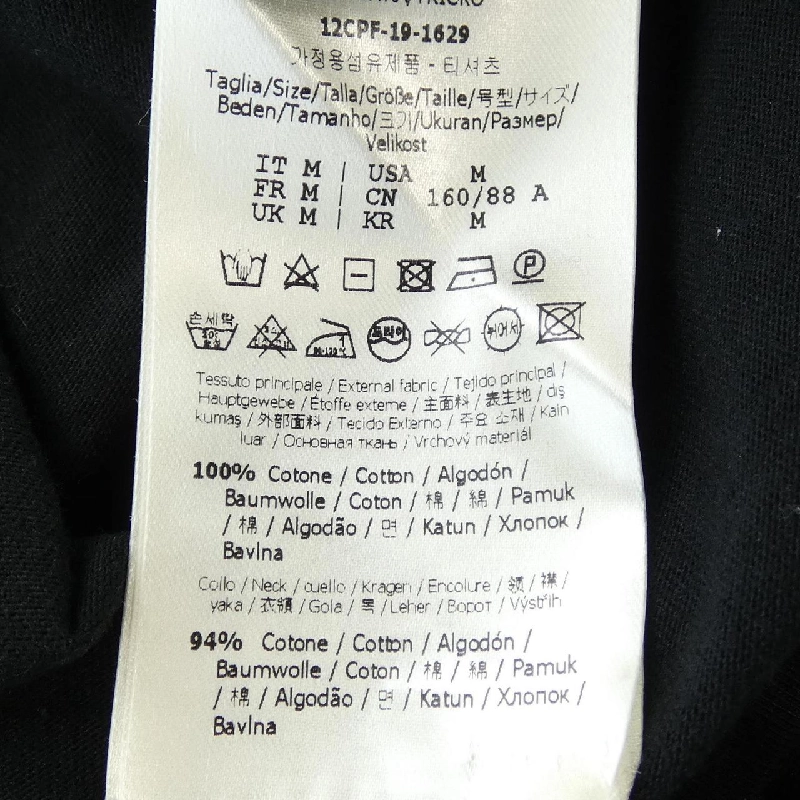 12CPF-19-1629
가정용섬유제품 - 티셔츠
Taglia/Size/Talla/Größe/Taille/号型/サイズ/
Beden/Tamanho/크기/Ukuran/Размер/
Velikost
IT M | USA M
FR M | CN 160/88 A
UK M | KR M
P
손세탁
드라이
Tessuto principale / External fabric / Tejido principal /
Hauptgewebe / Étoffe externe / 主面料 / 表生地 / dış
kumaş / 外部面料 / Tecido Externo / 주요 소재 / Kain
luar / Основная ткань / Vrchový materiál
100% Cotone / Cotton / Algodón /
Baumwolle / Coton / 棉 / 綿 / Pamuk
/ 棉 / Algodão / 면 / Katun / Хлопок /
Bavlna
Collo / Neck / cuello / Kragen / Encolure / 领 / 襟 /
yaka / 衣領 / Gola / 목 / Leher / Ворот / Výstřih
94% Cotone / Cotton / Algodón /
Baumwolle / Coton / 棉 / 綿 / Pamuk
/ 棉 / Algodão / 면 / Katun / Хлопок /
Bavlna